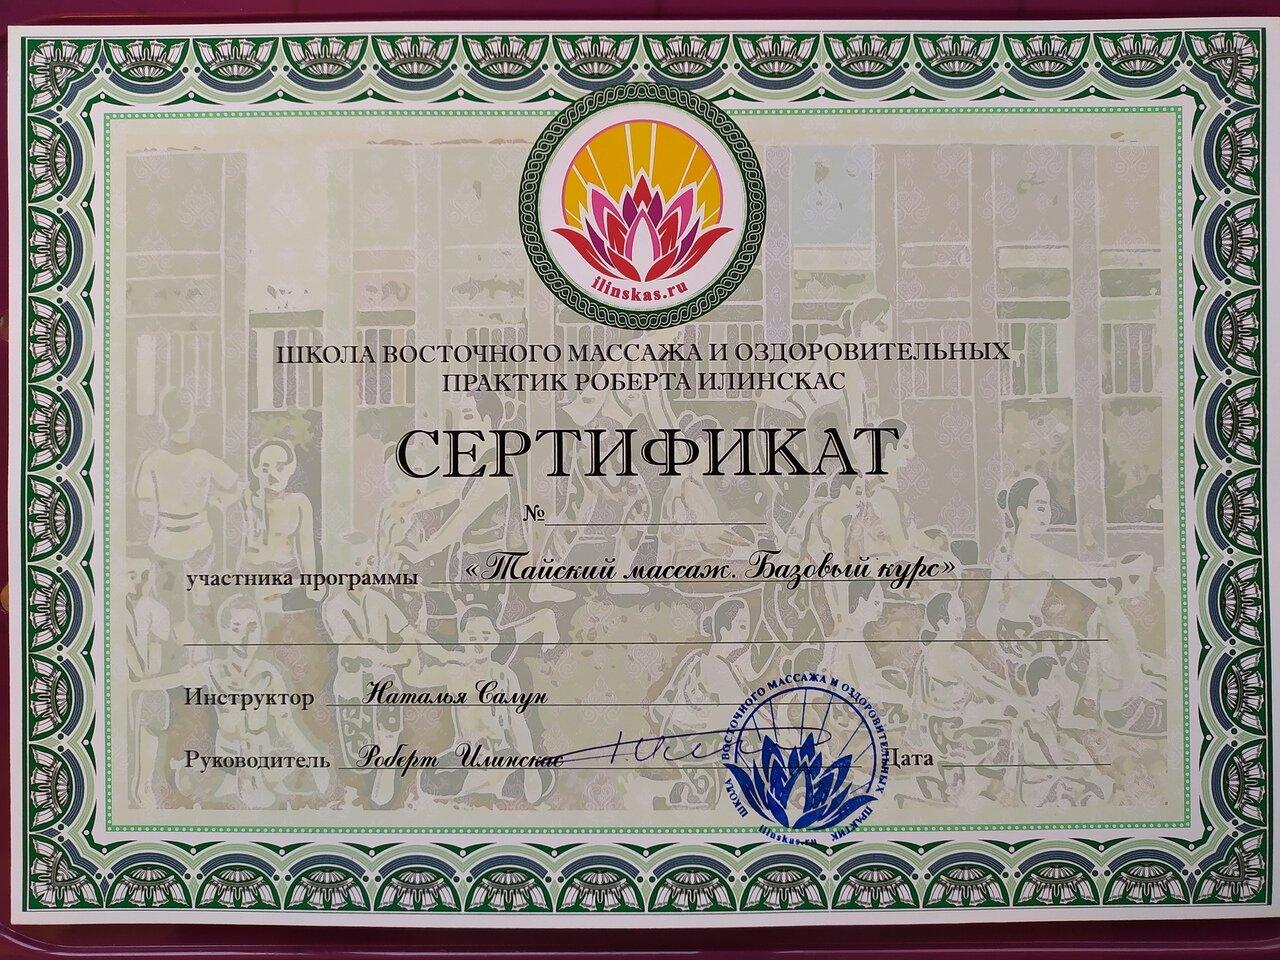 ilinskas.ru
ШКОЛА ВОСТОЧНОГО МАССАЖА И ОЗДОРОВИТЕЛЬНЫХ
ПРАКТИК РОБЕРТА ИЛИНСКАС
СЕРТИФИКАТ
№
участника программы «Тайский массаж. Базовый курс»
Инструктор Наталья Салун
Руководитель Роберт Илинскас Дата
ШКОЛА ВОСТОЧНОГО МАССАЖА И ОЗДОРОВИТЕЛЬНЫХ ПРАКТИК
ilinskas.ru